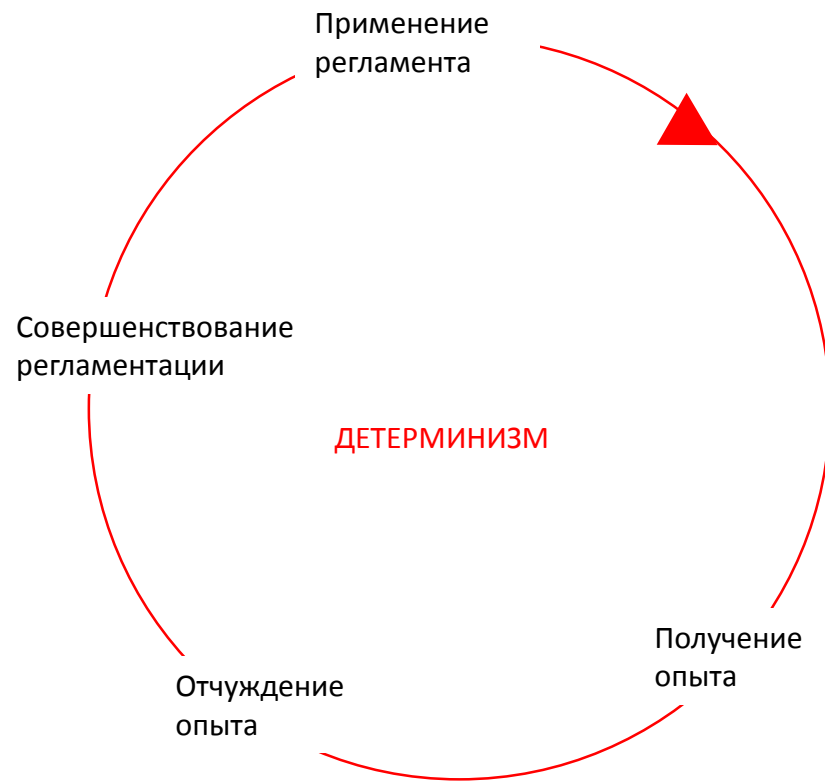 Применение
регламента
Совершенствование
регламентации
ДЕТЕРМИНИЗМ
Получение
опыта
Отчуждение
опыта